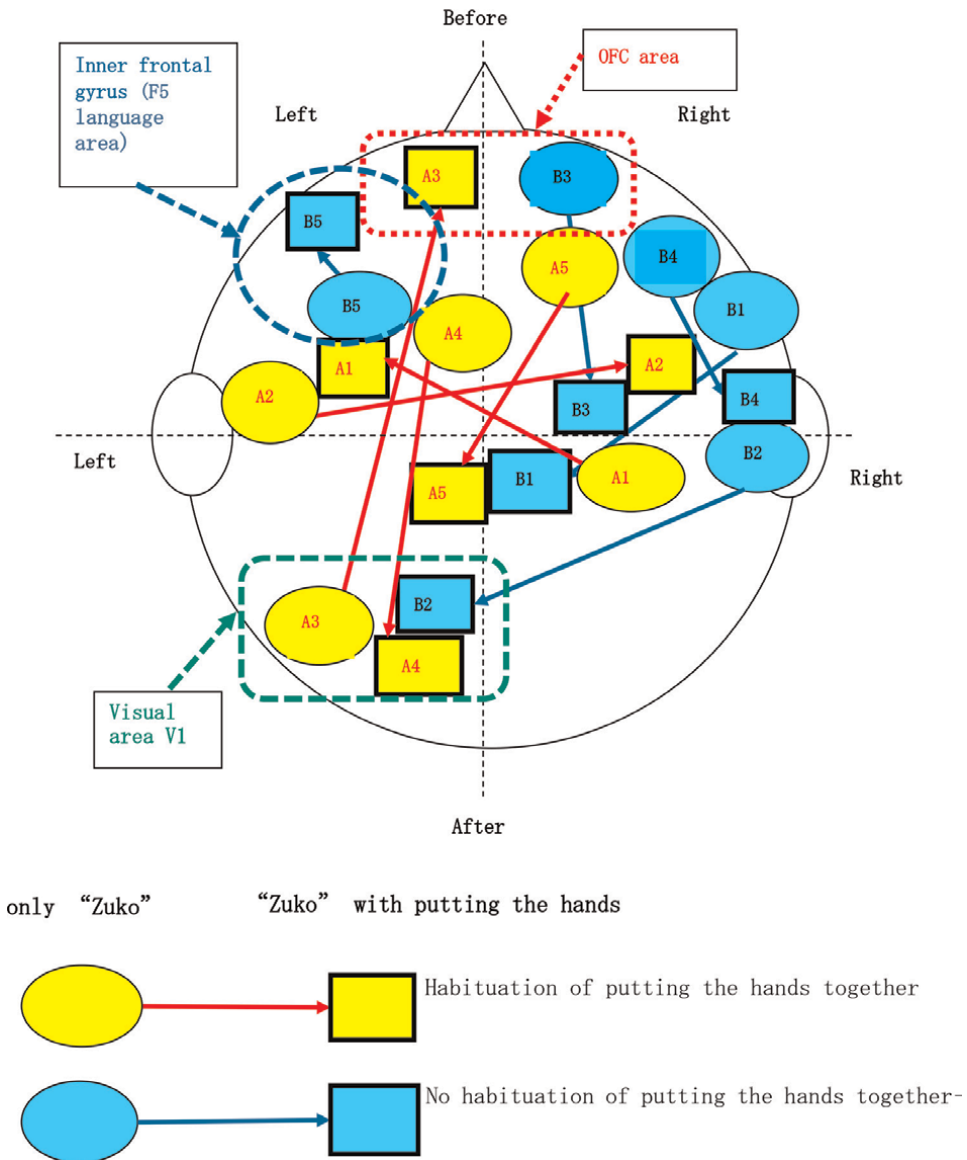 Before
Inner frontal
gyrus (F5
language
area)
OFC area
Left
Right
A3
B3
B5
A5
B4
B5
A4
B1
A1
A2
A2
B3
B4
Left
B2
Right
A5
B1
A1
A3
B2
A4
Visual
area V1
After
only “Zuko”
“Zuko” with putting the hands
Habituation of putting the hands together
No habituation of putting the hands together-